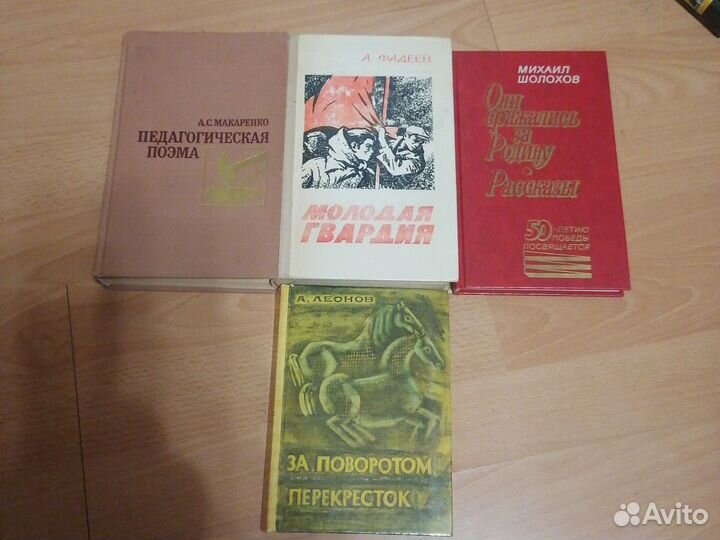 А.С.МАКАРЕНКО
ПЕДАГОГИЧЕСКАЯ
ПОЭМА
А. ФАДЕЕВ
МОЛОДАЯ
ГВАРДИЯ
МИХАИЛ
ШОЛОХОВ
Они
сражались
за
Родину
Рассказы
50-ЛЕТИЮ
ПОБЕДЫ
ПОСВЯЩАЕТСЯ
А. ЛЕОНОВ
ЗА ПОВОРОТОМ
ПЕРЕКРЕСТОК
Avito